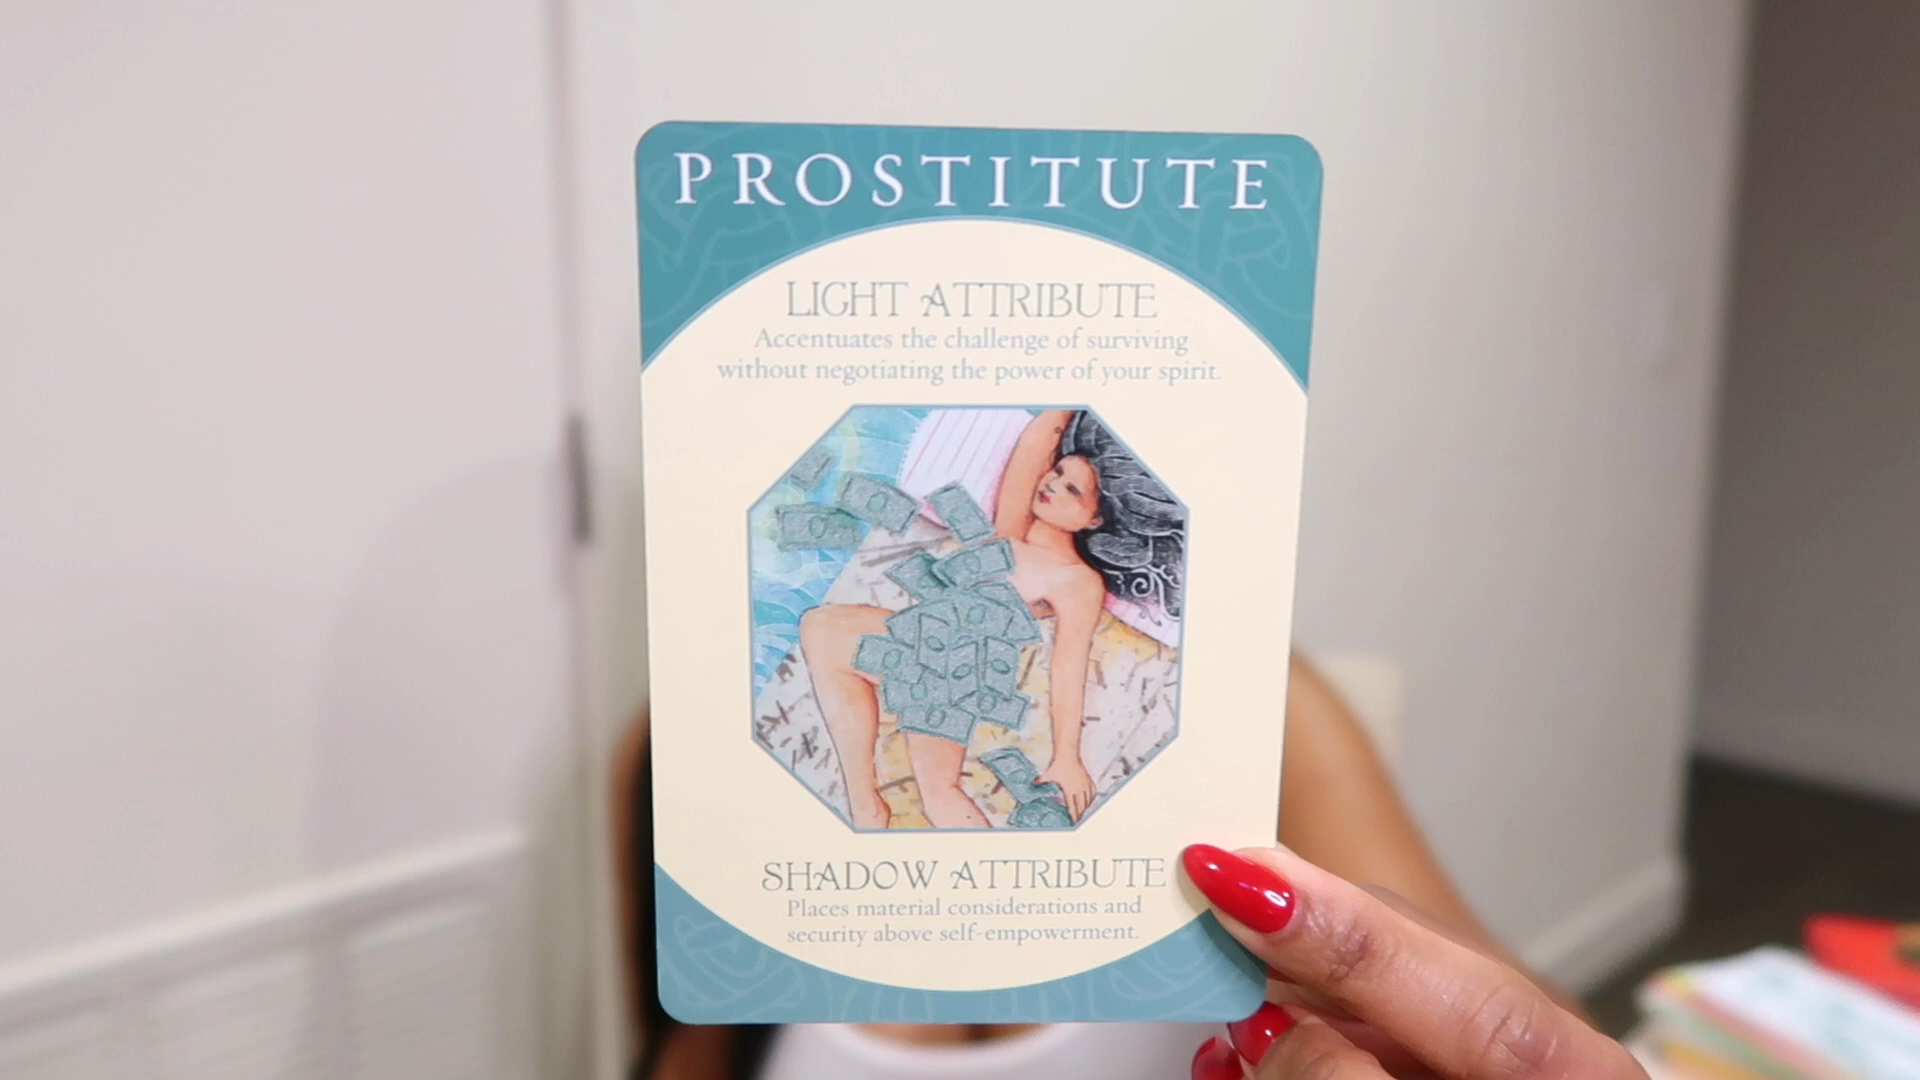 PROSTITUTE
LIGHT ATTRIBUTE
Accentuates the challenge of surviving
without negotiating the power of your spirit.
SHADOW ATTRIBUTE
Places material considerations and
security above self-empowerment.